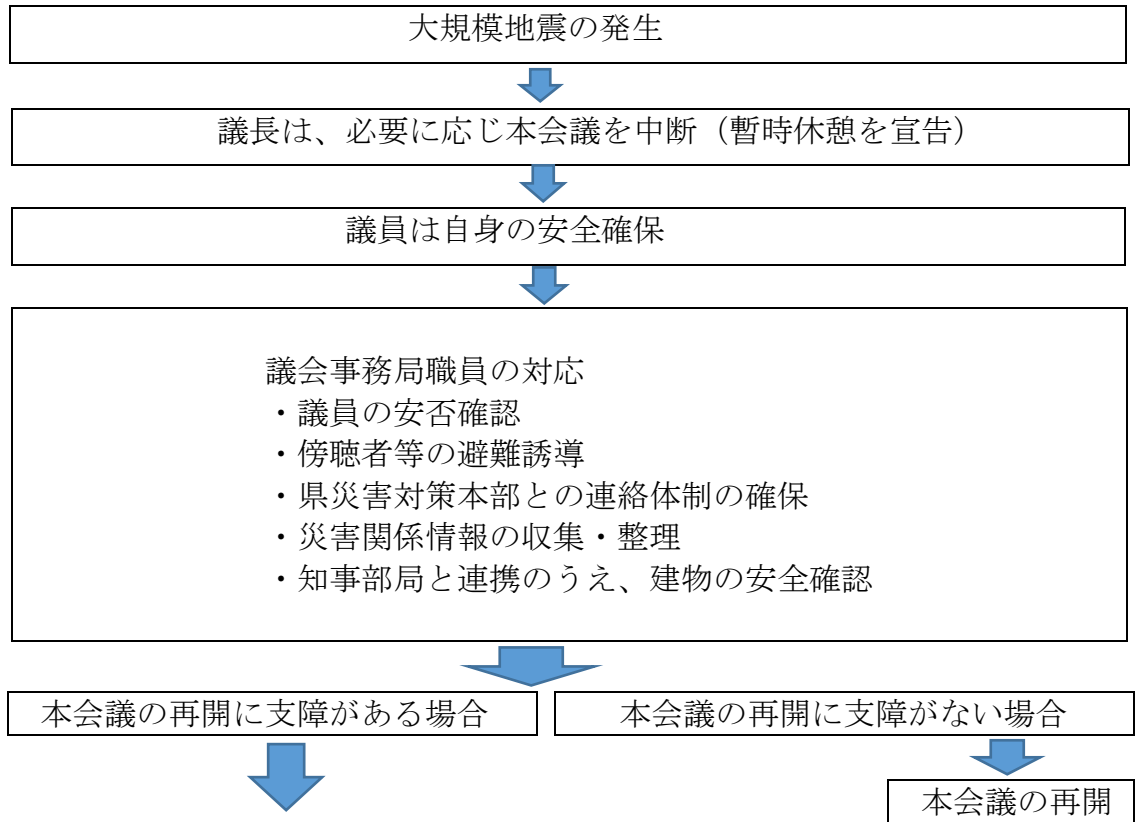 大規模地震の発生
議長は、必要に応じ本会議を中断（暫時休憩を宣告）
議員は自身の安全確保
議会事務局職員の対応
・議員の安否確認
・傍聴者等の避難誘導
・県災害対策本部との連絡体制の確保
・災害関係情報の収集・整理
・知事部局と連携のうえ、建物の安全確認
本会議の再開に支障がある場合
本会議の再開に支障がない場合
本会議の再開